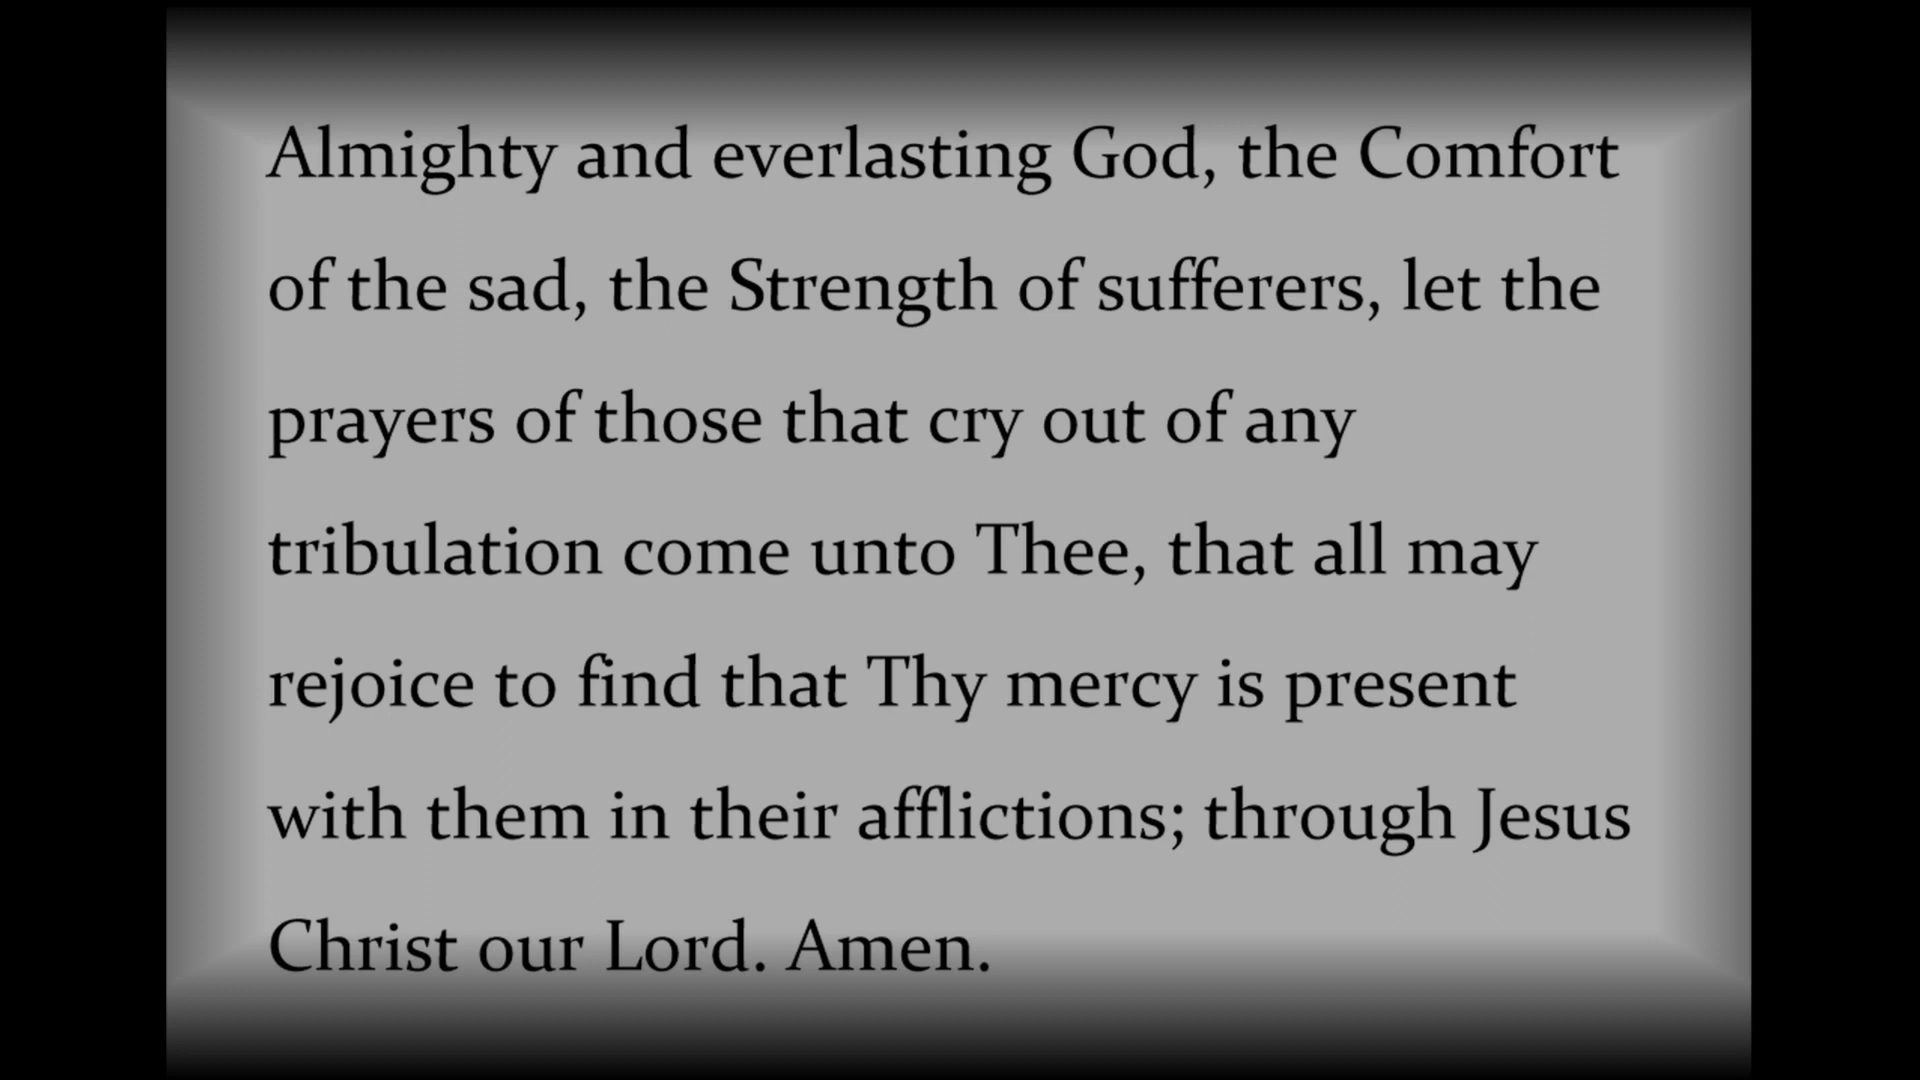 Almighty and everlasting God, the Comfort
of the sad, the Strength of sufferers, let the
prayers of those that cry out of any
tribulation come unto Thee, that all may
rejoice to find that Thy mercy is present
with them in their afflictions; through Jesus
Christ our Lord. Amen.